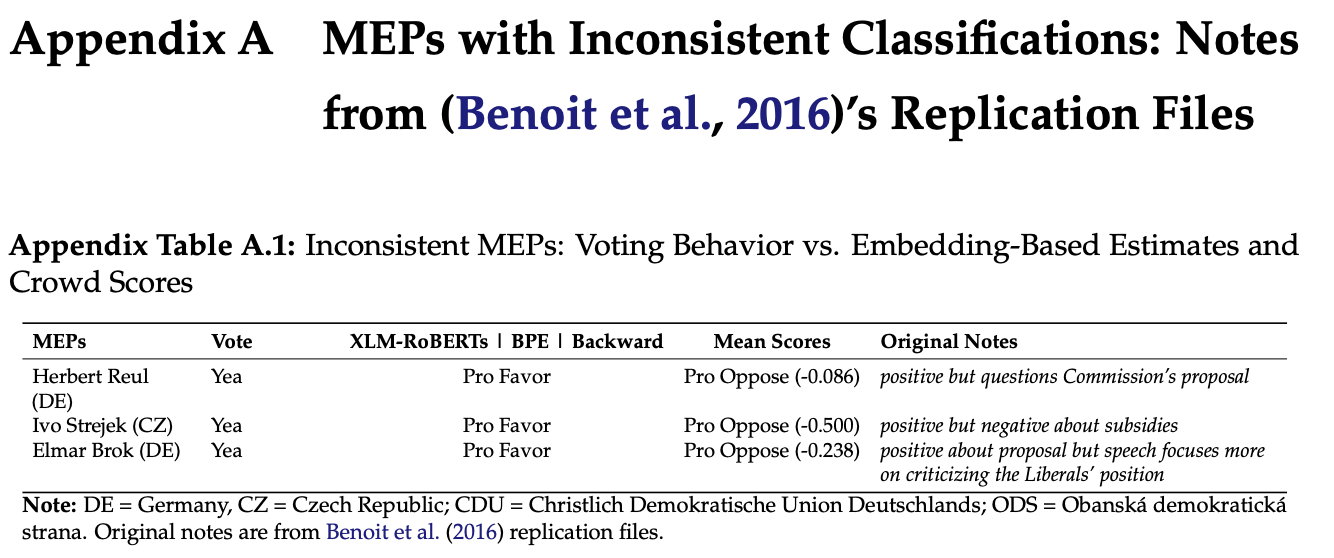 Appendix A MEPs with Inconsistent Classifications: Notes
from (Benoit et al., 2016)’s Replication Files
Appendix Table A.1: Inconsistent MEPs: Voting Behavior vs. Embedding-Based Estimates and
Crowd Scores
MEPs Vote XLM-RoBERTs | BPE | Backward Mean Scores Original Notes
Herbert Reul Yea Pro Favor Pro Oppose (-0.086) positive but questions Commission’s proposal
(DE)
Ivo Strejek (CZ) Yea Pro Favor Pro Oppose (-0.500) positive but negative about subsidies
Elmar Brok (DE) Yea Pro Favor Pro Oppose (-0.238) positive about proposal but speech focuses more
on criticizing the Liberals’ position
Note: DE = Germany, CZ = Czech Republic; CDU = Christlich Demokratische Union Deutschlands; ODS = Obanská demokratická
strana. Original notes are from Benoit et al. (2016) replication files.